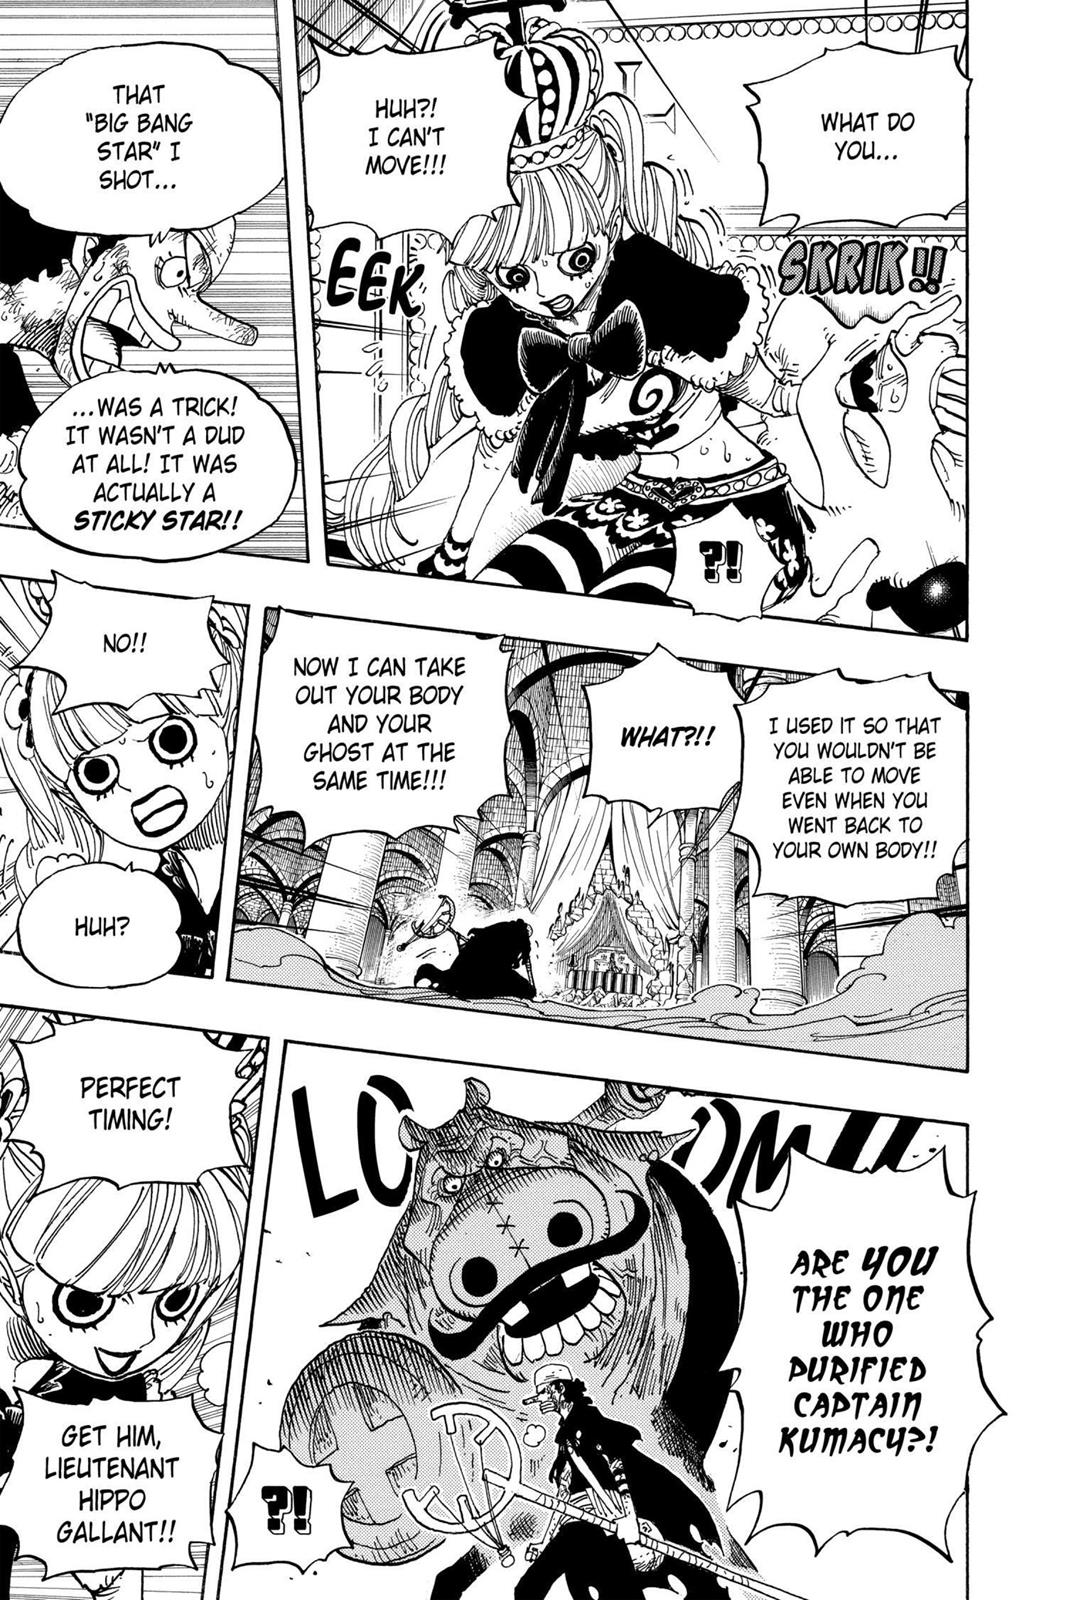 WHAT DO
YOU...
HUH?!
I CAN'T
MOVE!!!
SKRIK!!
EEK
?!
THAT
"BIG BANG
STAR" I
SHOT...
...WAS A TRICK!
IT WASN'T A DUD
AT ALL! IT WAS
ACTUALLY A
STICKY STAR!!
I USED IT SO THAT
YOU WOULDN'T BE
ABLE TO MOVE
EVEN WHEN YOU
WENT BACK TO
YOUR OWN BODY!!
WHAT?!!
NOW I CAN TAKE
OUT YOUR BODY
AND YOUR
GHOST AT THE
SAME TIME!!!
NO!!
HUH?
ARE YOU
THE ONE
WHO
PURIFIED
CAPTAIN
KUMACY?!
?!
PERFECT
TIMING!
GET HIM,
LIEUTENANT
HIPPO
GALLANT!!